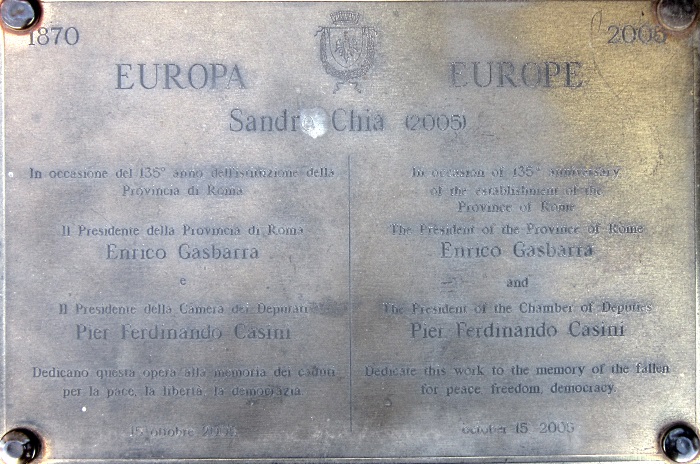 1870
2005
EUROPA
EUROPE
Sandro Chia (2005)
In occasione del 135° anno dell'istituzione della
Provincia di Roma
Il Presidente della Provincia di Roma
Enrico Gasbarra
e
Il Presidente della Camera dei Deputati
Pier Ferdinando Casini
Dedicano questa opera alla memoria dei caduti
per la pace, la libertà, la democrazia
15 ottobre 2005
In occasion of 135° anniversary
of the establishment of the
Province of Rome
The President of the Province of Rome
Enrico Gasbarra
and
The President of the Chamber of Deputies
Pier Ferdinando Casini
Dedicate this work to the memory of the fallen
for peace freedom, democracy.
october 15 2005